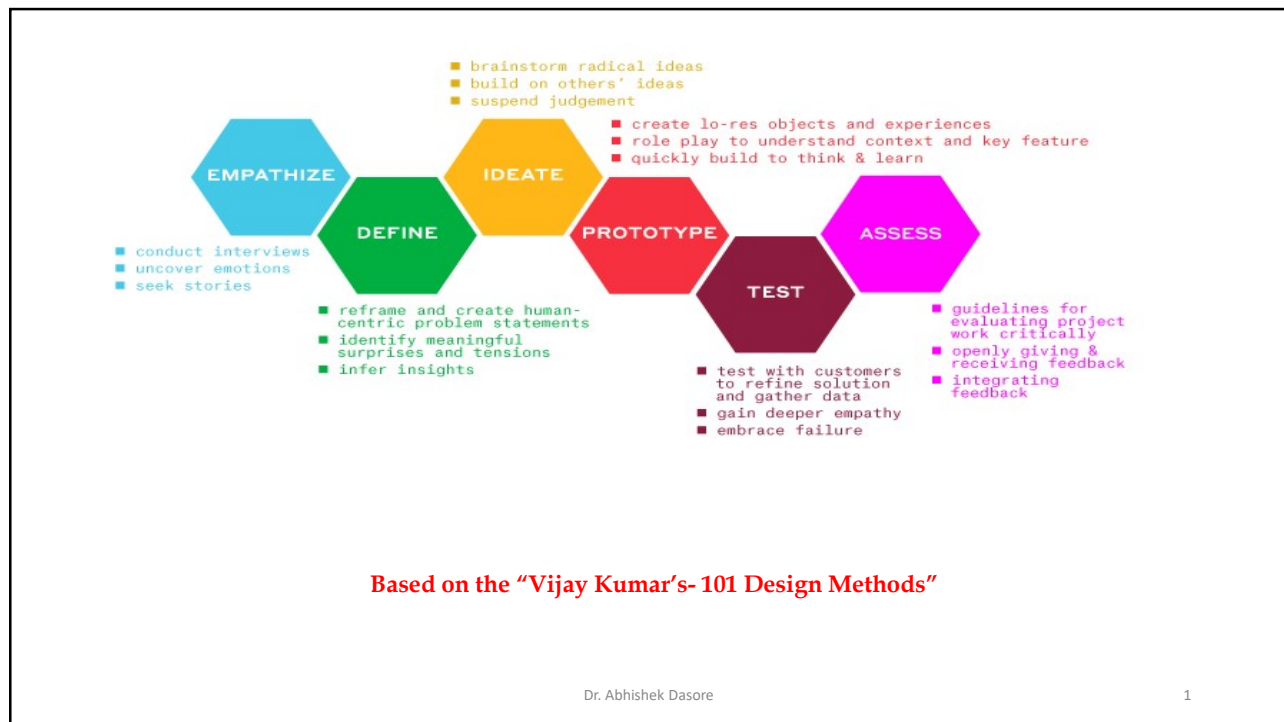 ■ brainstorm radical ideas
■ build on others' ideas
■ suspend judgement
■ create lo-res objects and experiences
■ role play to understand context and key feature
■ quickly build to think & learn
EMPATHIZE
IDEATE
DEFINE
PROTOTYPE
ASSESS
TEST
■ conduct interviews
■ uncover emotions
■ seek stories
■ reframe and create human-
centric problem statements
■ identify meaningful
surprises and tensions
■ infer insights
■ test with customers
to refine solution
and gather data
■ gain deeper empathy
■ embrace failure
■ guidelines for
evaluating project
work critically
■ openly giving &
receiving feedback
■ integrating
feedback
Based on the “Vijay Kumar’s- 101 Design Methods”
Dr. Abhishek Dasore
1